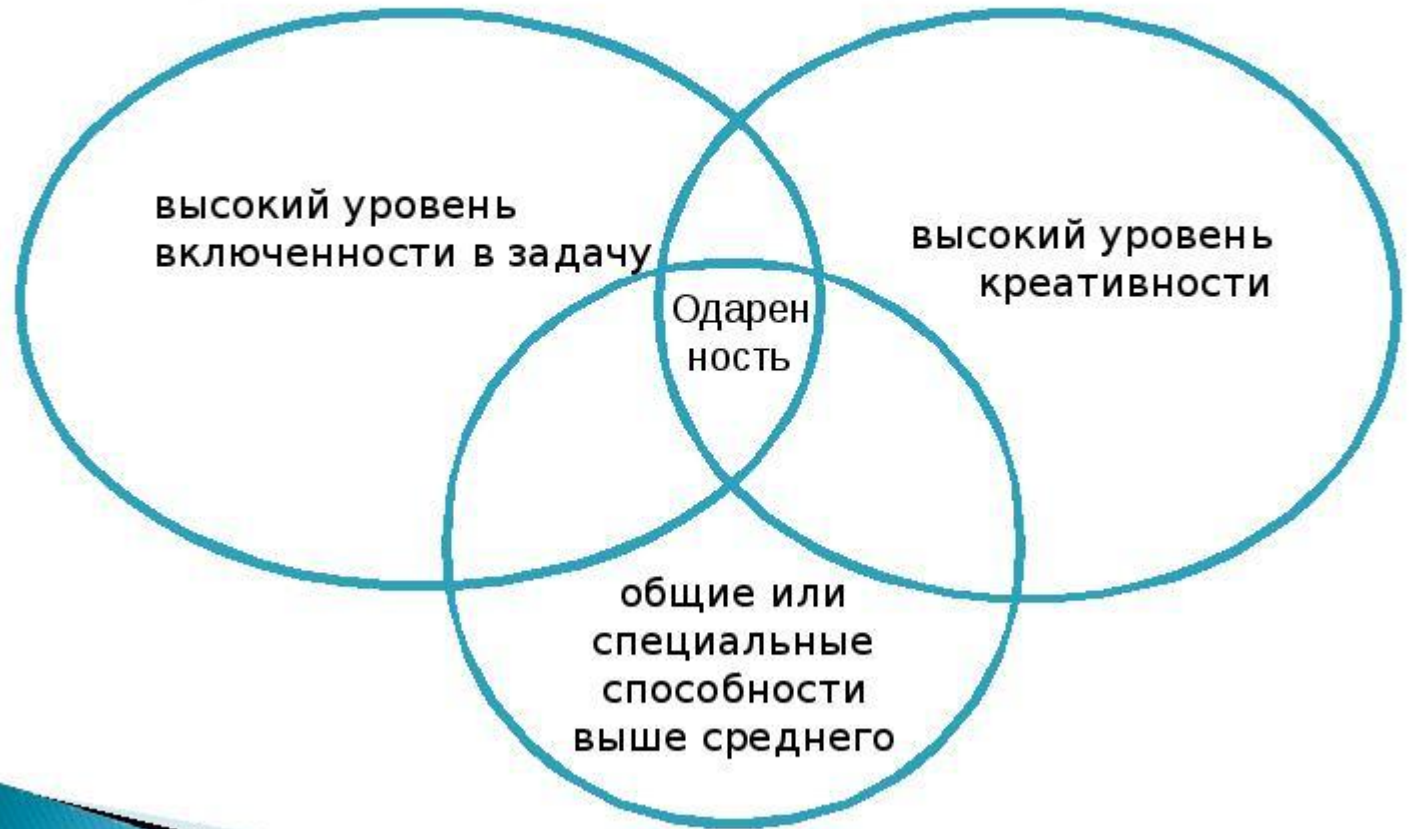 высокий уровень
включенности в задачу
высокий уровень
креативности
Одарен
ность
общие или
специальные
способности
выше среднего